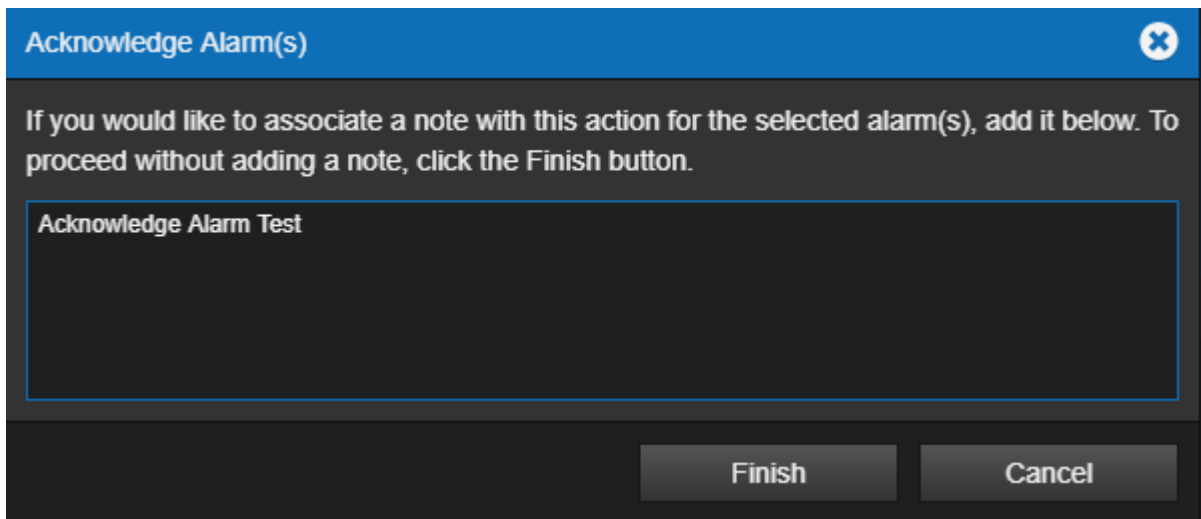 Acknowledge Alarm(s)
If you would like to associate a note with this action for the selected alarm(s), add it below. To
proceed without adding a note, click the Finish button.
Acknowledge Alarm Test
Finish
Cancel